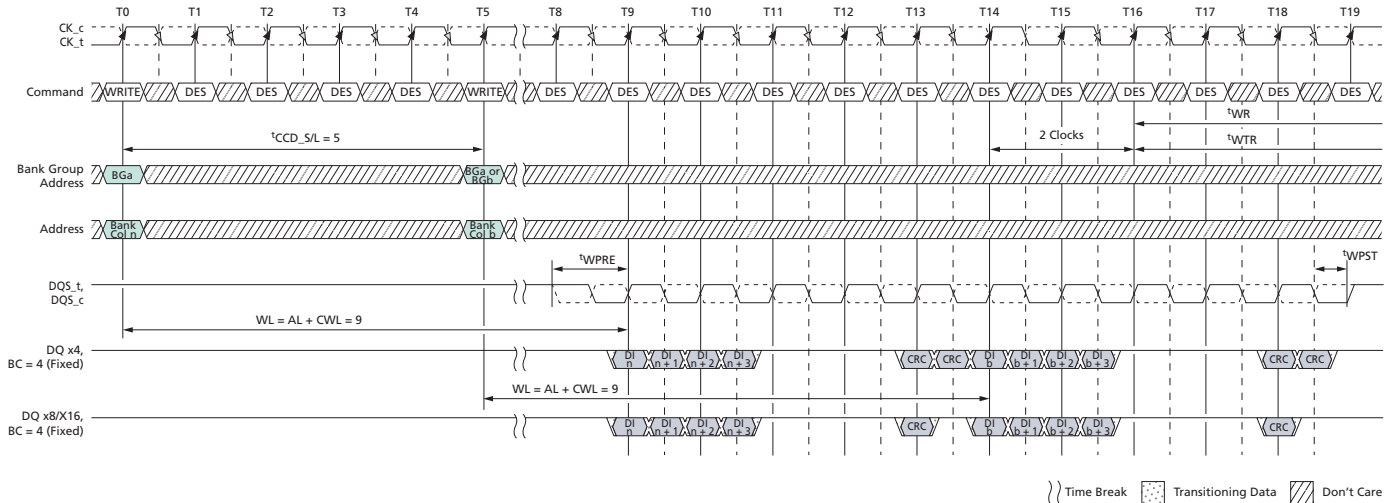 T0 T1 T2 T3 T4 T5 T8 T9 T10 T11 T12 T13 T14 T15 T16 T17 T18 T19
CK_c
CK_t
Command WRITE DES DES DES DES WRITE DES DES DES DES DES DES DES DES DES DES DES DES
tWR
tCCD_S/L = 5 2 Clocks tWTR
Bank Group
Address BGa BGa or
BGb
Address Bank
Col n Bank
Col b
tWPRE tWPST
DQS_t,
DQS_c
WL = AL + CWL = 9
DQ x4,
BC = 4 (Fixed) DI
n DI
n + 1 DI
n + 2 DI
n + 3 CRC CRC DI
b DI
b + 1 DI
b + 2 DI
b + 3 CRC CRC
WL = AL + CWL = 9
DQ x8/X16,
BC = 4 (Fixed) DI
n DI
n + 1 DI
n + 2 DI
n + 3 CRC DI
b DI
b + 1 DI
b + 2 DI
b + 3 CRC
Time Break Transitioning Data Don't Care